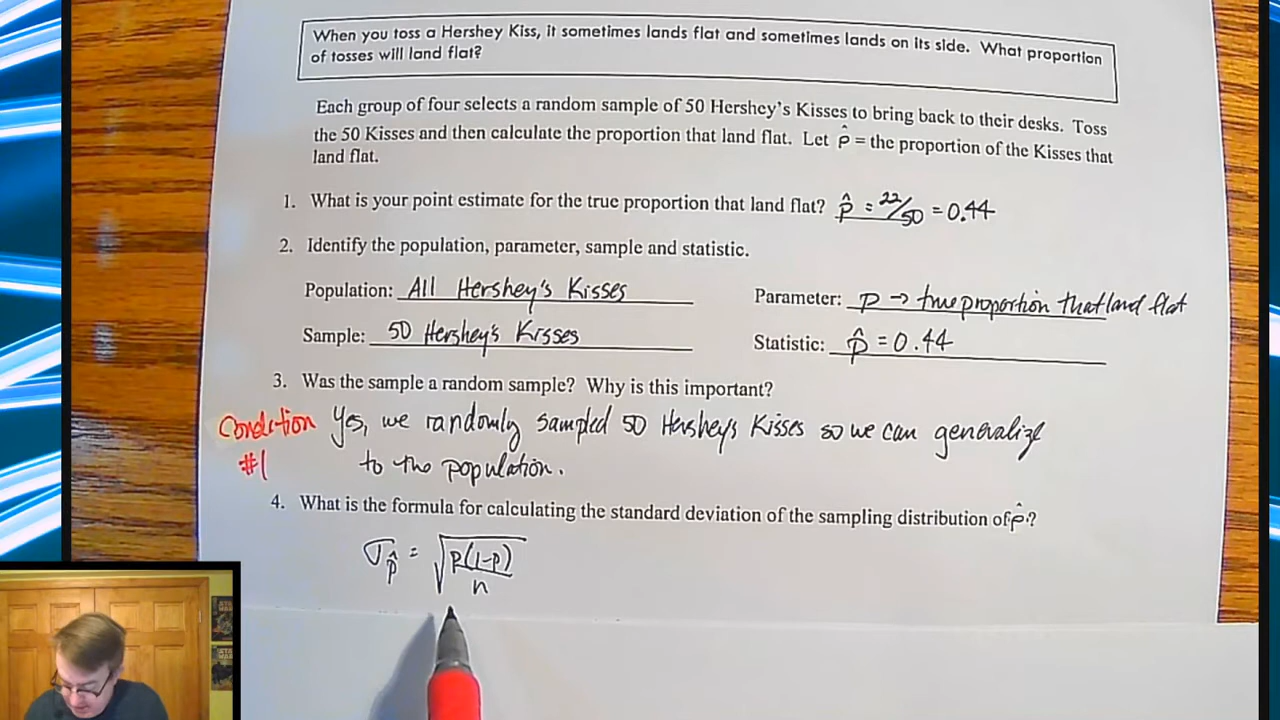 When you toss a Hershey Kiss, it sometimes lands flat and sometimes lands on its side. What proportion
of tosses will land flat?
Each group of four selects a random sample of 50 Hershey's Kisses to bring back to their desks. Toss
the 50 Kisses and then calculate the proportion that land flat. Let p̂ = the proportion of the Kisses that
land flat.
1. What is your point estimate for the true proportion that land flat? p̂ = 22/50 = 0.44
2. Identify the population, parameter, sample and statistic.
Population: All Hershey's Kisses
Parameter: p → true proportion that land flat
Sample: 50 Hershey's Kisses
Statistic: p̂ = 0.44
3. Was the sample a random sample? Why is this important?
Condition Yes, we randomly sampled 50 Hershey's Kisses so we can generalize
#1 to the population.
4. What is the formula for calculating the standard deviation of the sampling distribution of p̂?
σp̂ = √(p(1-p)/n)
STAR WARS
STAR WARS